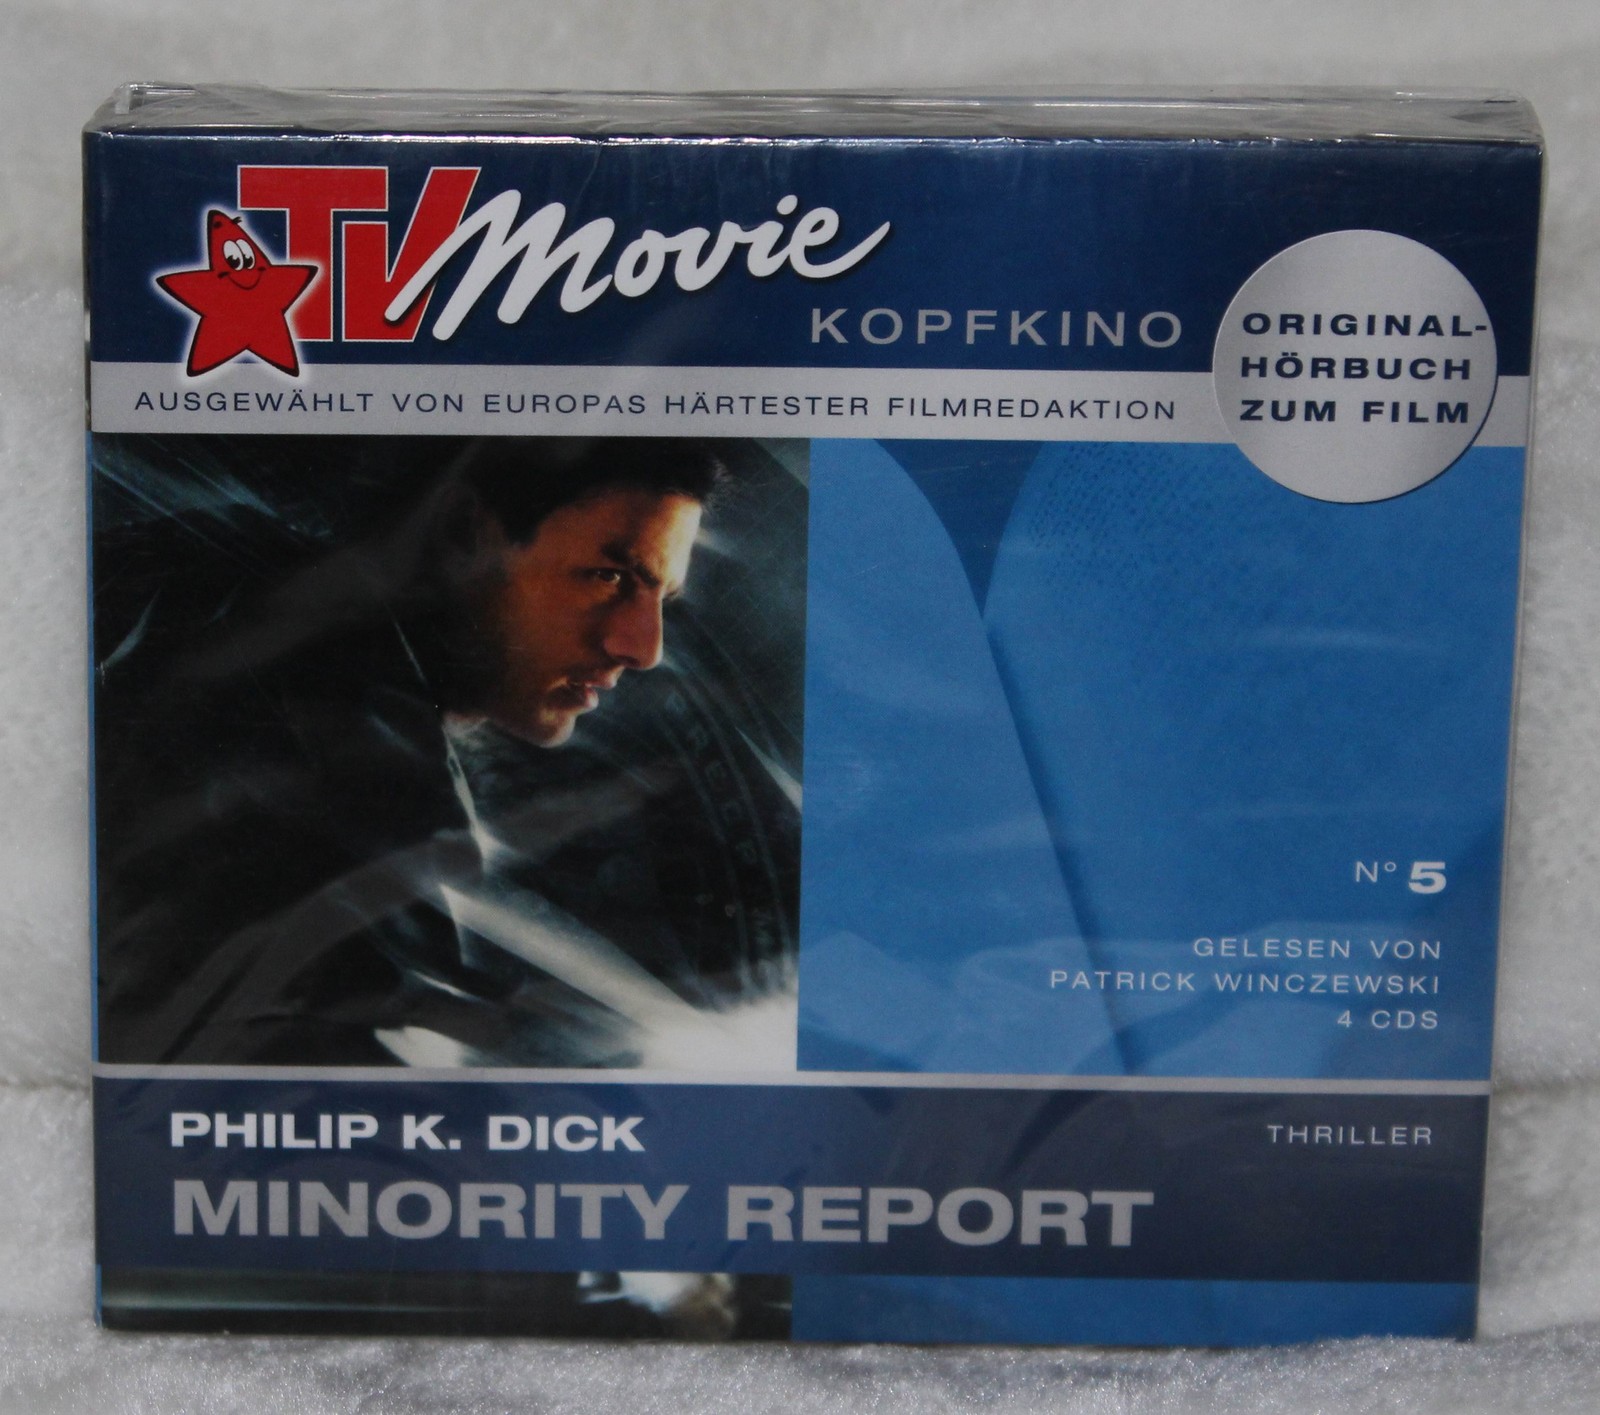 TV Movie
KOPFKINO
ORIGINAL-
HÖRBUCH
ZUM FILM
AUSGEWÄHLT VON EUROPAS HÄRTESTER FILMREDAKTION
N° 5
GELESEN VON
PATRICK WINCZEWSKI
4 CDS
PHILIP K. DICK
THRILLER
MINORITY REPORT